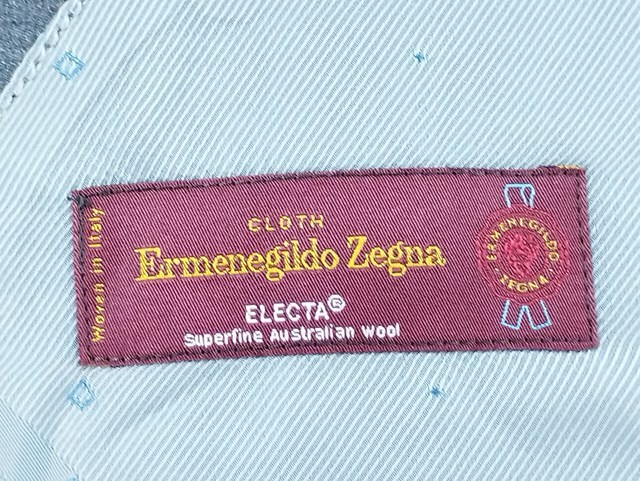 Woven in Italy
CLOTH
Ermenegildo Zegna
ELECTA®
Superfine Australian wool
ERMENEGILDO
· ZEGNA ·